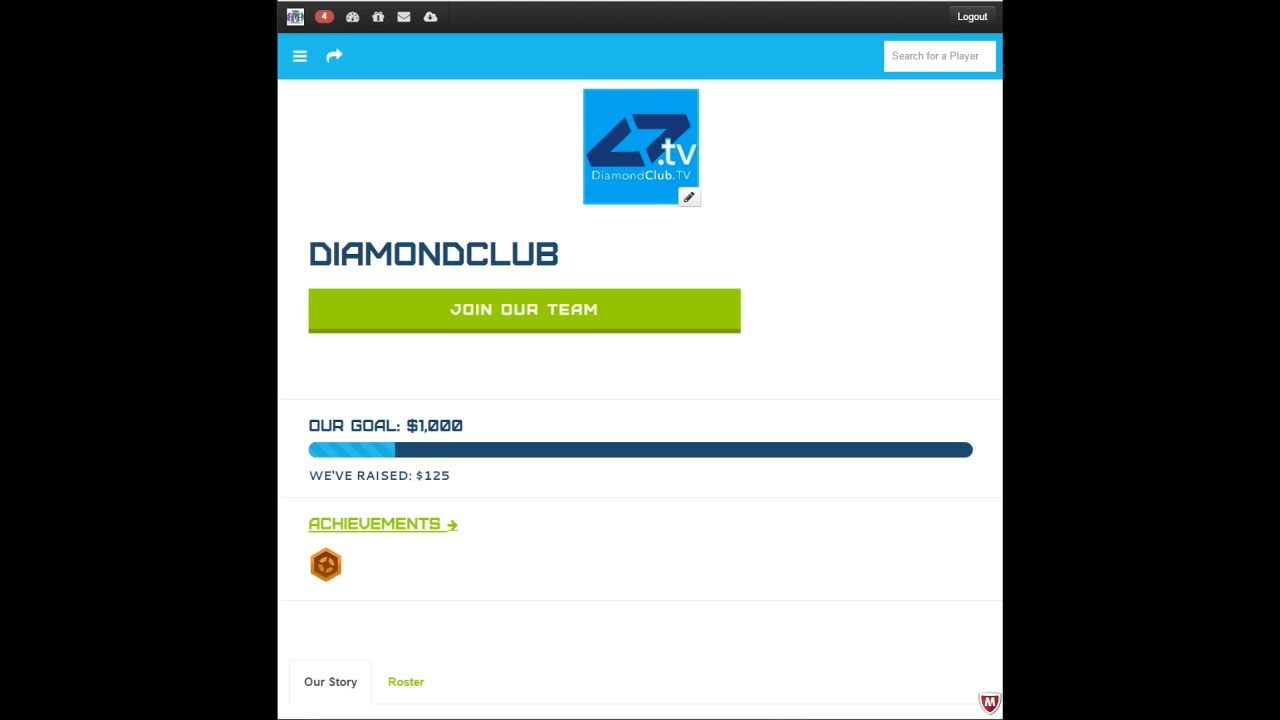 4
Logout
Search for a Player
.tv
DiamondClub.TV
DIAMONDCLUB
JOIN OUR TEAM
OUR GOAL: $1,000
WE'VE RAISED: $125
ACHIEVEMENTS →
Our Story
Roster
M